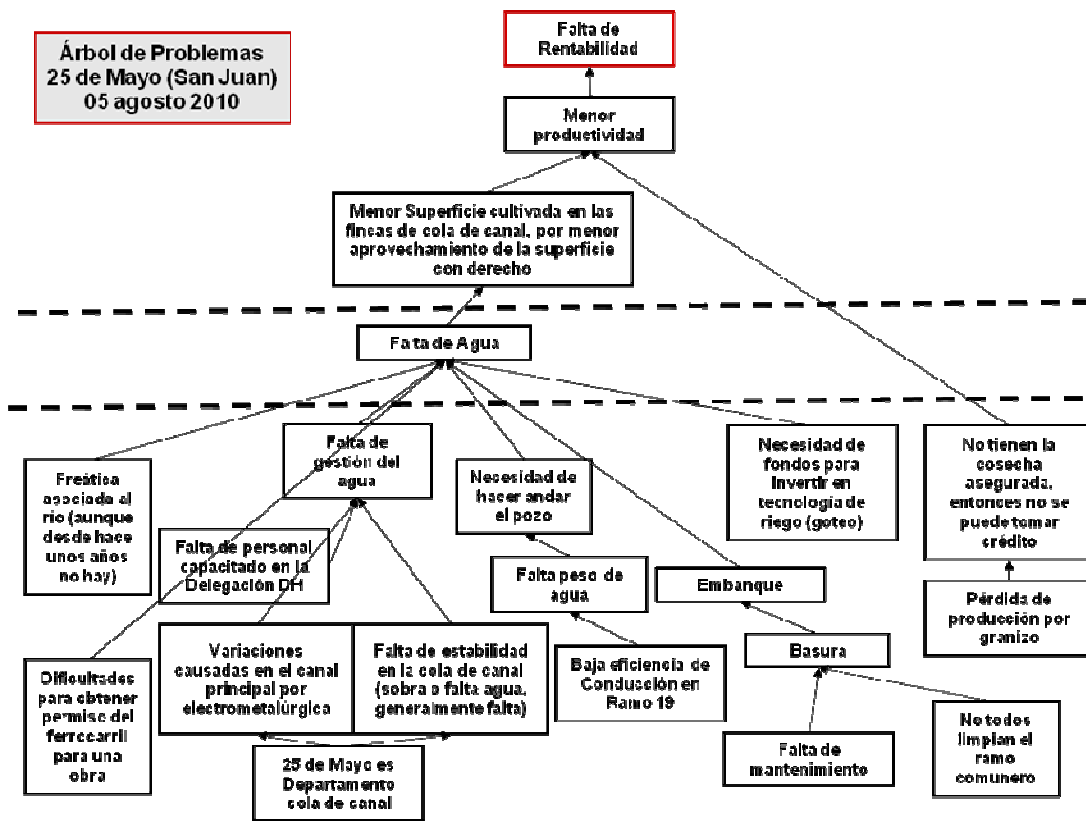 Árbol de Problemas
25 de Mayo (San Juan)
05 agosto 2010
Falta de
Rentabilidad
Menor
productividad
Menor Superficie cultivada en las
fincas de cola de canal, por menor
aprovechamiento de la superficie
con derecho
Falta de Agua
Freática
asociada al
río (aunque
desde hace
unos años
no hay)
Falta de
gestión del
agua
Necesidad de
hacer andar
el pozo
Necesidad de
fondos para
invertir en
tecnología de
riego (goteo)
No tienen la
cosecha
asegurada,
entonces no se
puede tomar
crédito
Falta de personal
capacitado en la
Delegación DH
Falta peso de
agua
Embanque
Pérdida de
producción por
granizo
Dificultades
para obtener
permiso del
ferrocarril
para una
obra
Variaciones
causadas en el canal
principal por
electrometalúrgica
Falta de estabilidad
en la cola de canal
(sobra o falta agua,
generalmente falta)
Baja eficiencia de
Conducción en
Ramo 19
Basura
25 de Mayo es
Departamento
cola de canal
Falta de
mantenimiento
No todos
limpian el
ramo
comunero